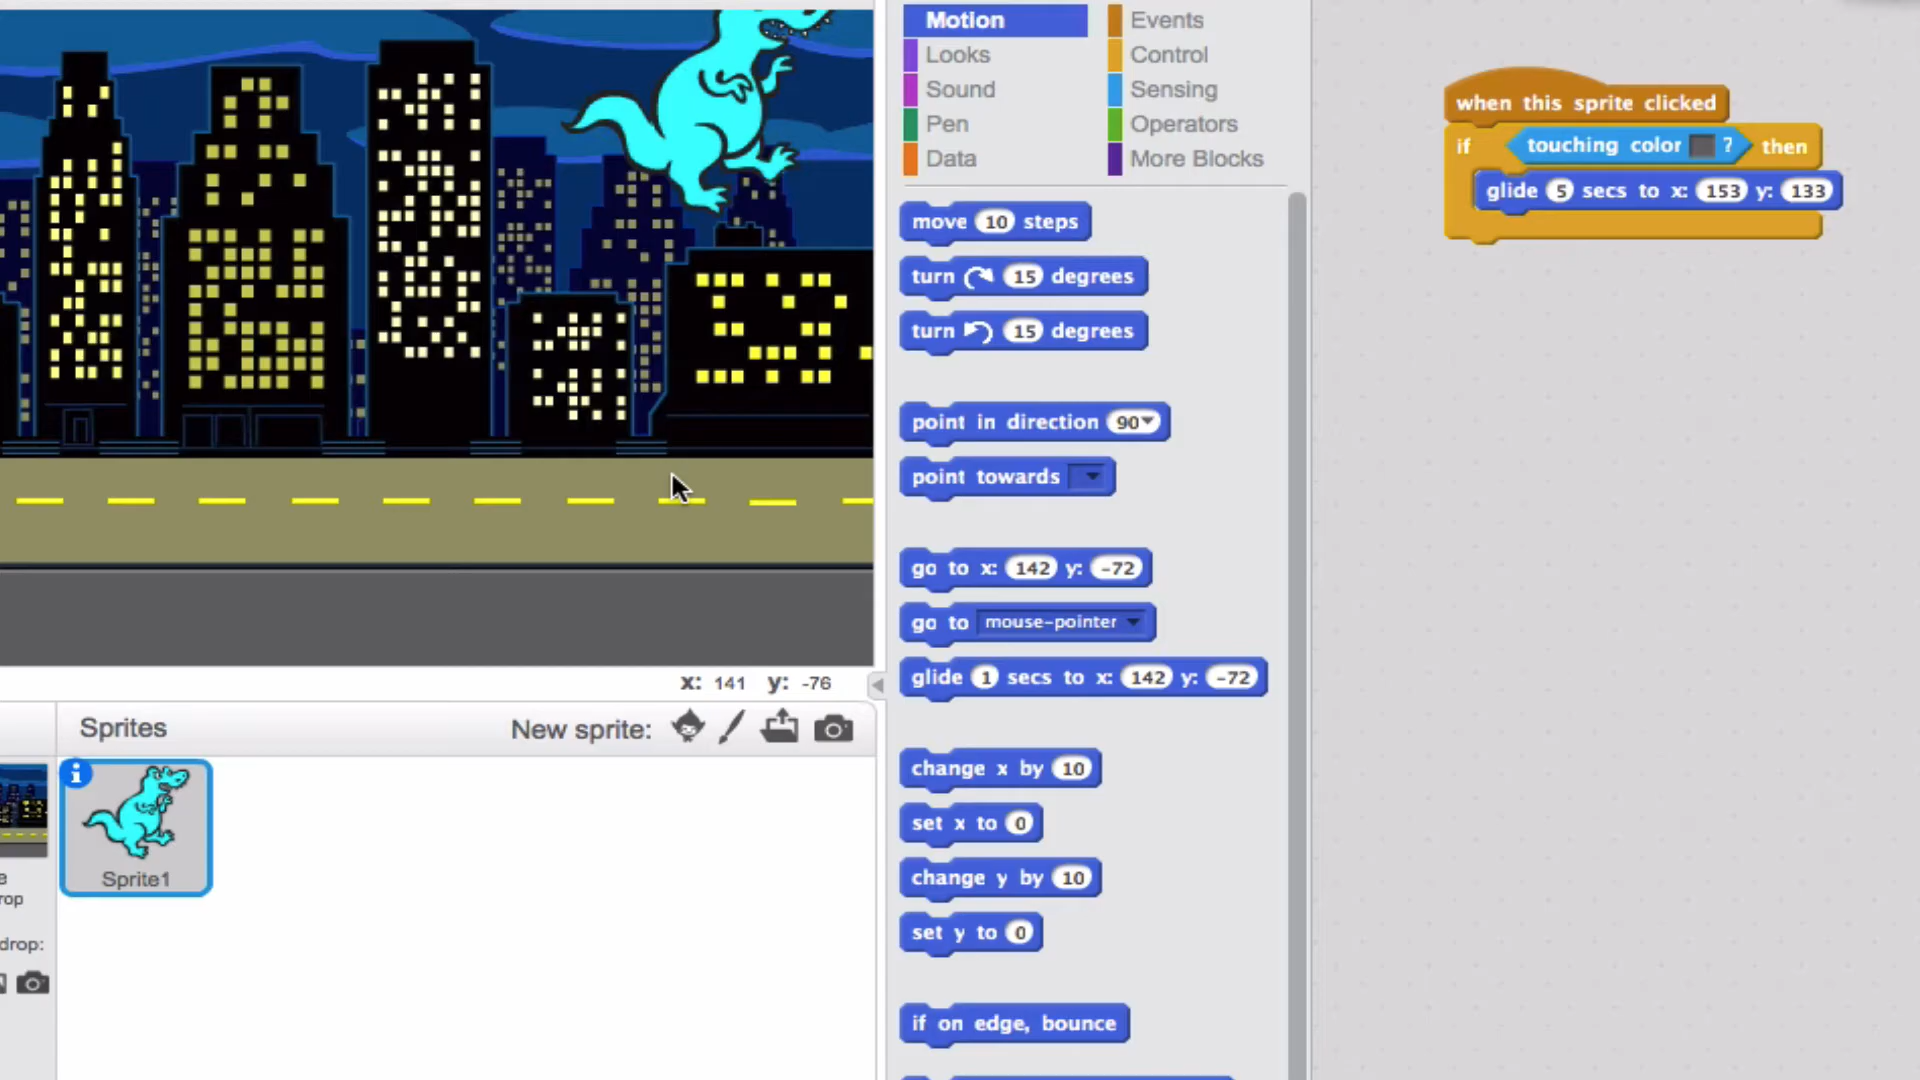 Motion
Looks
Sound
Pen
Data
Events
Control
Sensing
Operators
More Blocks
move 10 steps
turn 15 degrees
turn 15 degrees
point in direction 90
point towards
go to x: 142 y: -72
go to mouse-pointer
glide 1 secs to x: 142 y: -72
change x by 10
set x to 0
change y by 10
set y to 0
if on edge, bounce
when this sprite clicked
if touching color ? then
glide 5 secs to x: 153 y: 133
x: 141 y: -76
Sprites
New sprite:
i
Sprite1
e
rop
drop: